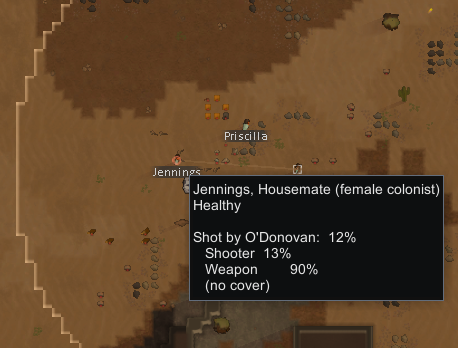 Priscilla
Jennings
Jennings, Housemate (female colonist)
Healthy
Shot by O'Donovan: 12%
Shooter 13%
Weapon 90%
(no cover)